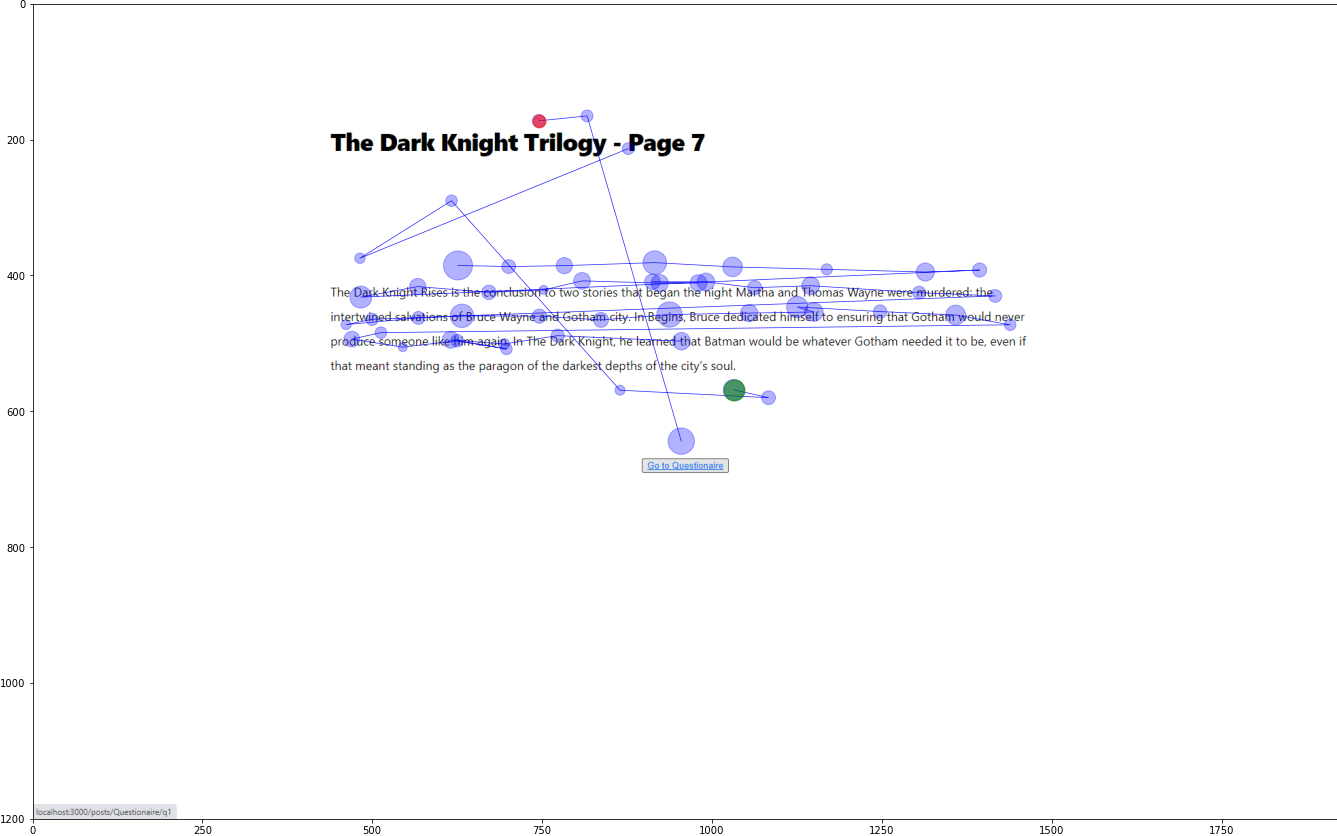 0
200
400
600
800
1000
1200
The Dark Knight Trilogy - Page 7
The Dark Knight Rises is the conclusion to two stories that began the night Martha and Thomas Wayne were murdered: the
intertwined salvations of Bruce Wayne and Gotham city. In Begins, Bruce dedicated himself to ensuring that Gotham would never
produce someone like him again. In The Dark Knight, he learned that Batman would be whatever Gotham needed it to be, even if
that meant standing as the paragon of the darkest depths of the city's soul.
Go to Questionaire
localhost:3000/posts/Questionaire/q1
0 250 500 750 1000 1250 1500 1750